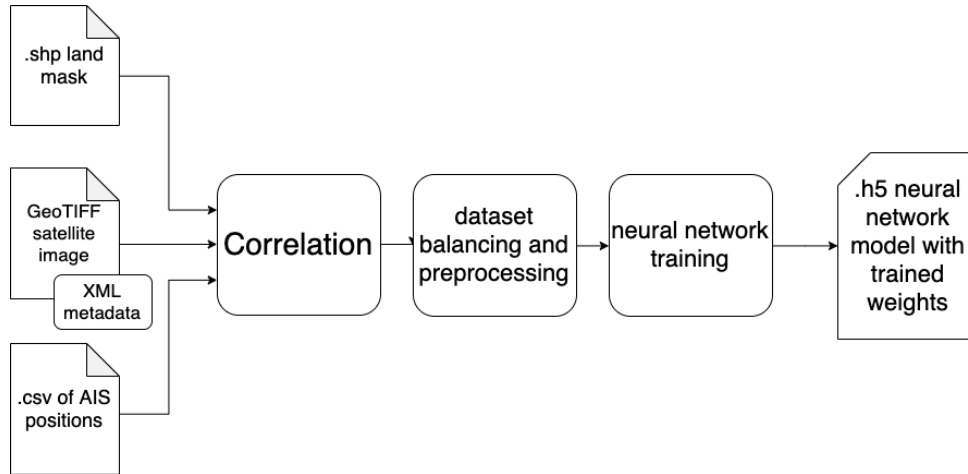 .shp land
mask
GeoTIFF
satellite
image
XML
metadata
.csv of AIS
positions
Correlation
dataset
balancing and
preprocessing
neural network
training
.h5 neural
network
model with
trained
weights